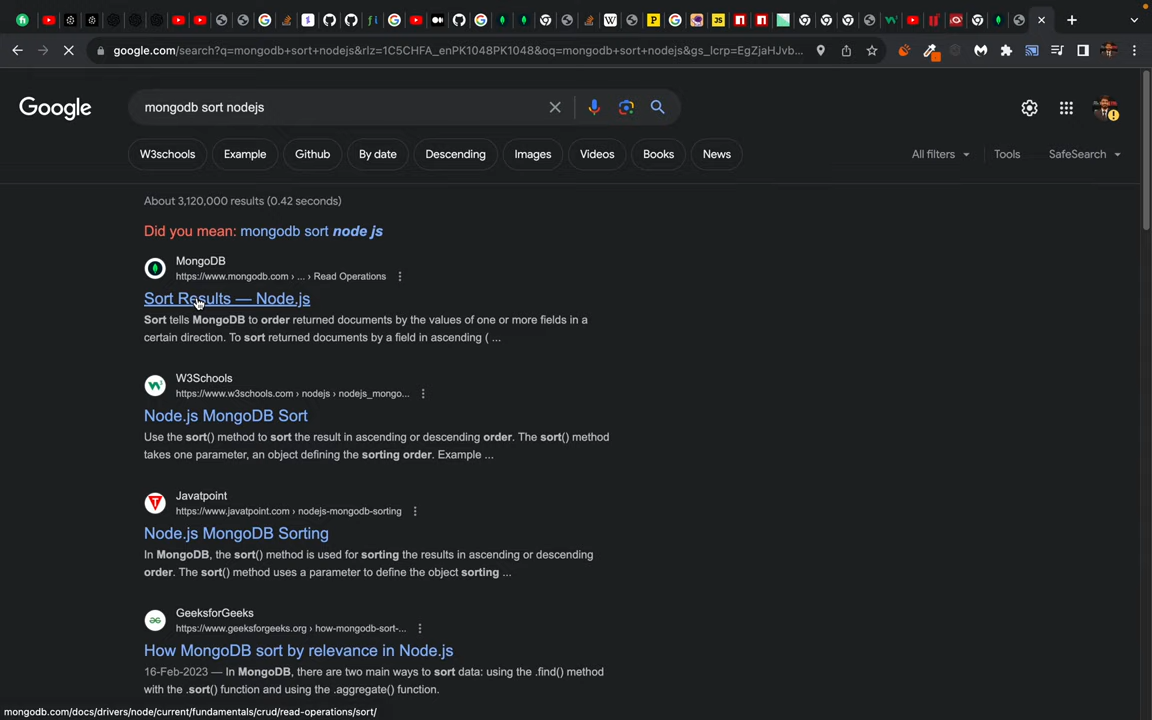 google.com/search?q=mongodb+sort+nodejs&rlz=1C5CHFA_enPK1048PK1048&oq=mongodb+sort+nodejs&gs_lcrp=EgZjaHJvb...
Google
mongodb sort nodejs
W3schools
Example
Github
By date
Descending
Images
Videos
Books
News
All filters
Tools
SafeSearch
About 3,120,000 results (0.42 seconds)
Did you mean: mongodb sort node js
MongoDB
https://www.mongodb.com › ... › Read Operations
Sort Results — Node.js
Sort tells MongoDB to order returned documents by the values of one or more fields in a
certain direction. To sort returned documents by a field in ascending ( ...
W3Schools
https://www.w3schools.com › nodejs › nodejs_mongo...
Node.js MongoDB Sort
Use the sort() method to sort the result in ascending or descending order. The sort() method
takes one parameter, an object defining the sorting order. Example ...
Javatpoint
https://www.javatpoint.com › nodejs-mongodb-sorting
Node.js MongoDB Sorting
In MongoDB, the sort() method is used for sorting the results in ascending or descending
order. The sort() method uses a parameter to define the object sorting ...
GeeksforGeeks
https://www.geeksforgeeks.org › how-mongodb-sort-...
How MongoDB sort by relevance in Node.js
16-Feb-2023 — In MongoDB, there are two main ways to sort data: using the .find() method
with the .sort() function and using the .aggregate() function.
mongodb.com/docs/drivers/node/current/fundamentals/crud/read-operations/sort/